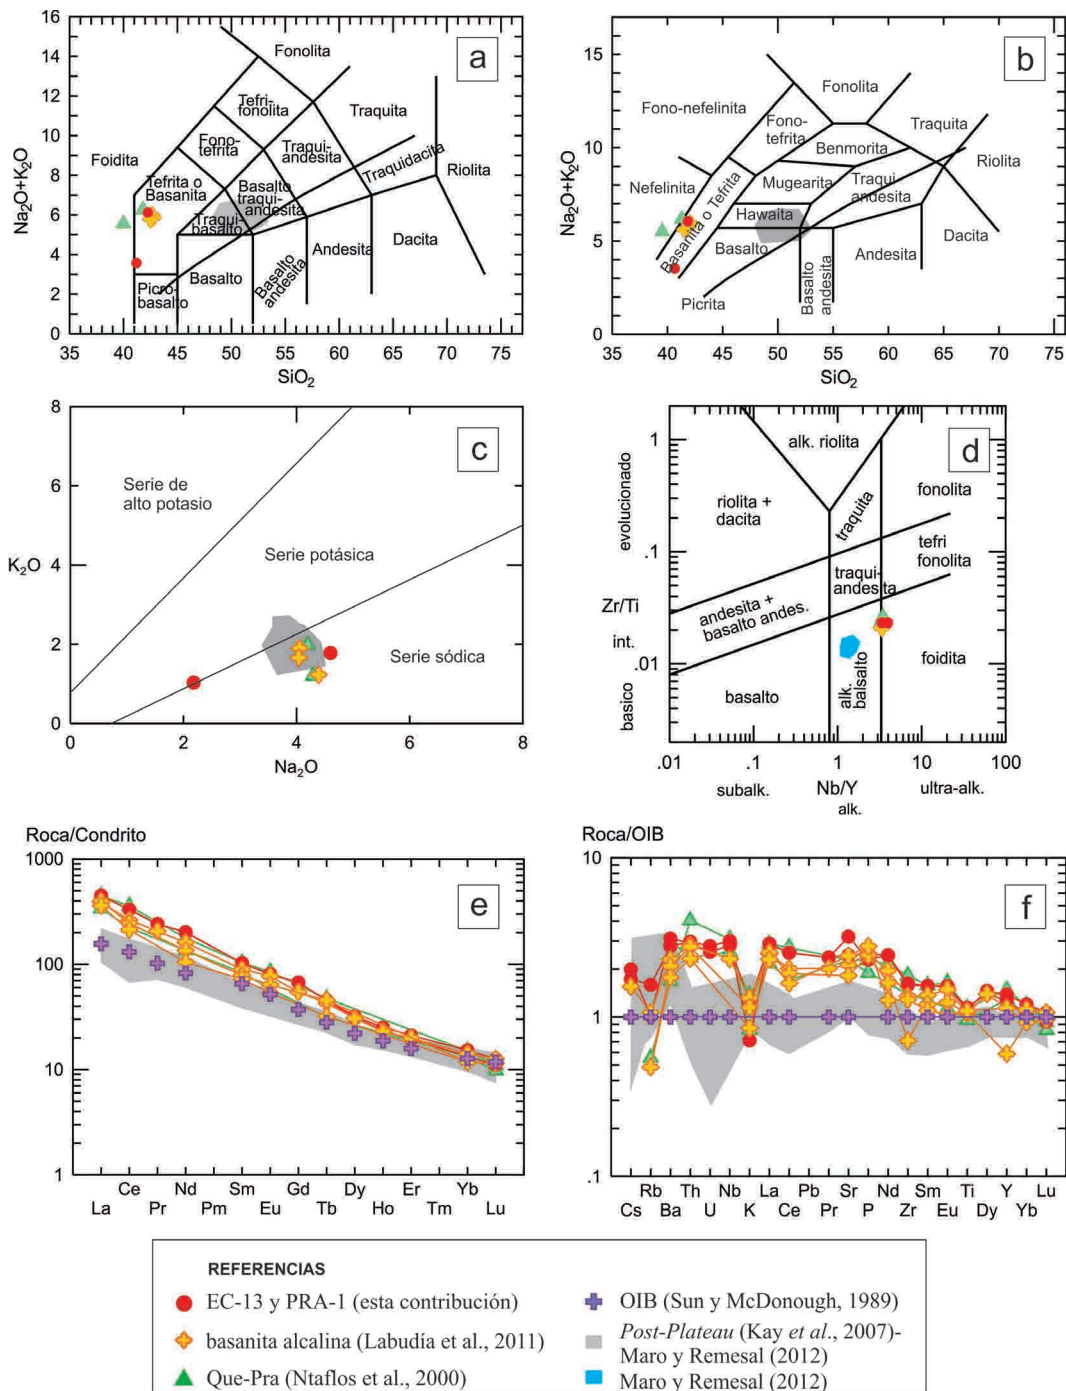 16
14
12
10
8
6
4
2
0
Na₂O+K₂O
a
Fonolita
Tefri-
fonolita
Traquita
Fono-
tefrita
Traqui-
andesita
Foidita
Traquidacita
Riolita
Tefrita o
Basanita
Basalto
traqui-
andesita
Traqui-
basalto
Dacita
Andesita
Basalto
Basalto
andesita
Picro-
basalto
35 40 45 50 55 60 65 70 75
SiO₂
15
10
5
0
Na₂O+K₂O
b
Fonolita
Fono-nefelinita
Fono-
tefrita
Traquita
Benmorita
Riolita
Nefelinita
Mugearita
Traqui
andesita
Basanita o Tefrita
Hawaita
Basalto
Andesita
Dacita
Basalto
andesita
Picrita
35 40 45 50 55 60 65 70 75
SiO₂
8
6
4
2
0
K₂O
c
Serie de
alto potasio
Serie potásica
Serie sódica
0 2 4 6 8
Na₂O
1
.1
.01
evolucionado
Zr/Ti
int.
basico
d
alk. riolita
fonolita
riolita +
dacita
traquita
tefri
fonolita
traqui-
andesita
andesita +
basalto andes.
foidita
basalto
alk.
balsalto
.01 .1 1 10 100
subalk. Nb/Y ultra-alk.
alk.
Roca/Condrito
1000
100
10
1
e
Ce Nd Sm Gd Dy Er Yb
La Pr Pm Eu Tb Ho Tm Lu
Roca/OIB
10
1
.1
f
Rb Th Nb La Pb Sr Nd Sm Ti Y Lu
Cs Ba U K Ce Pr P Zr Eu Dy Yb
REFERENCIAS
EC-13 y PRA-1 (esta contribución)
basanita alcalina (Labudía et al., 2011)
Que-Pra (Ntaflos et al., 2000)
OIB (Sun y McDonough, 1989)
Post-Plateau (Kay et al., 2007)-
Maro y Remesal (2012)
Maro y Remesal (2012)